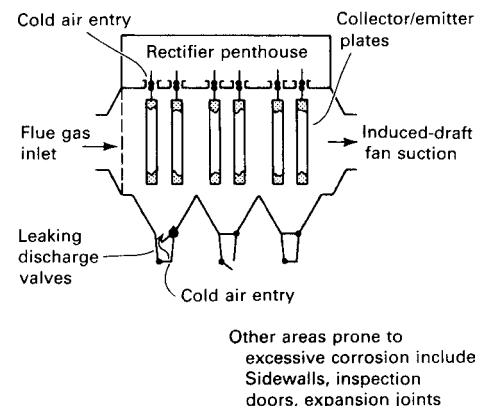 Cold air entry
Collector/emitter
plates
Rectifier penthouse
Flue gas
inlet
Induced-draft
fan suction
Leaking
discharge
valves
Cold air entry
Other areas prone to
excessive corrosion include
Sidewalls, inspection
doors, expansion joints